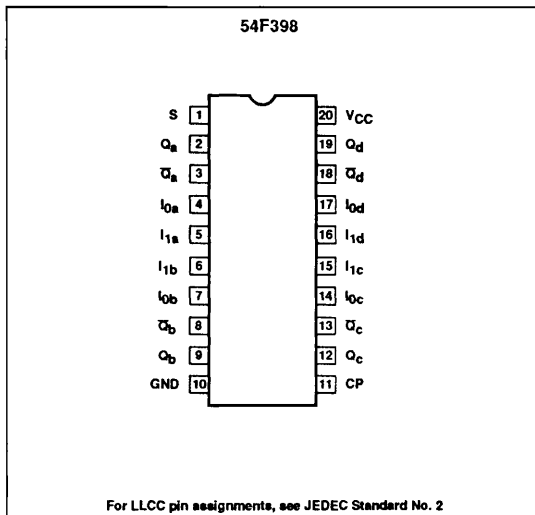 54F398
S 1 20 VCC
Qa 2 19 Qd
Q̅a 3 18 Q̅d
I0a 4 17 I0d
I1a 5 16 I1d
I1b 6 15 I1c
I0b 7 14 I0c
Q̅b 8 13 Q̅c
Qb 9 12 Qc
GND 10 11 CP
For LLCC pin assignments, see JEDEC Standard No. 2